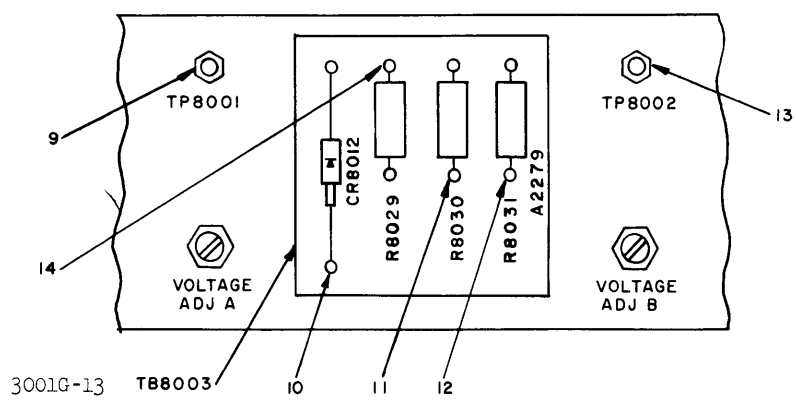 TP8001
TP8002
9
13
CR8012
R8029
R8030
R8031
A2279
14
VOLTAGE
ADJ A
VOLTAGE
ADJ B
3001G-13
TB8003
10
11
12